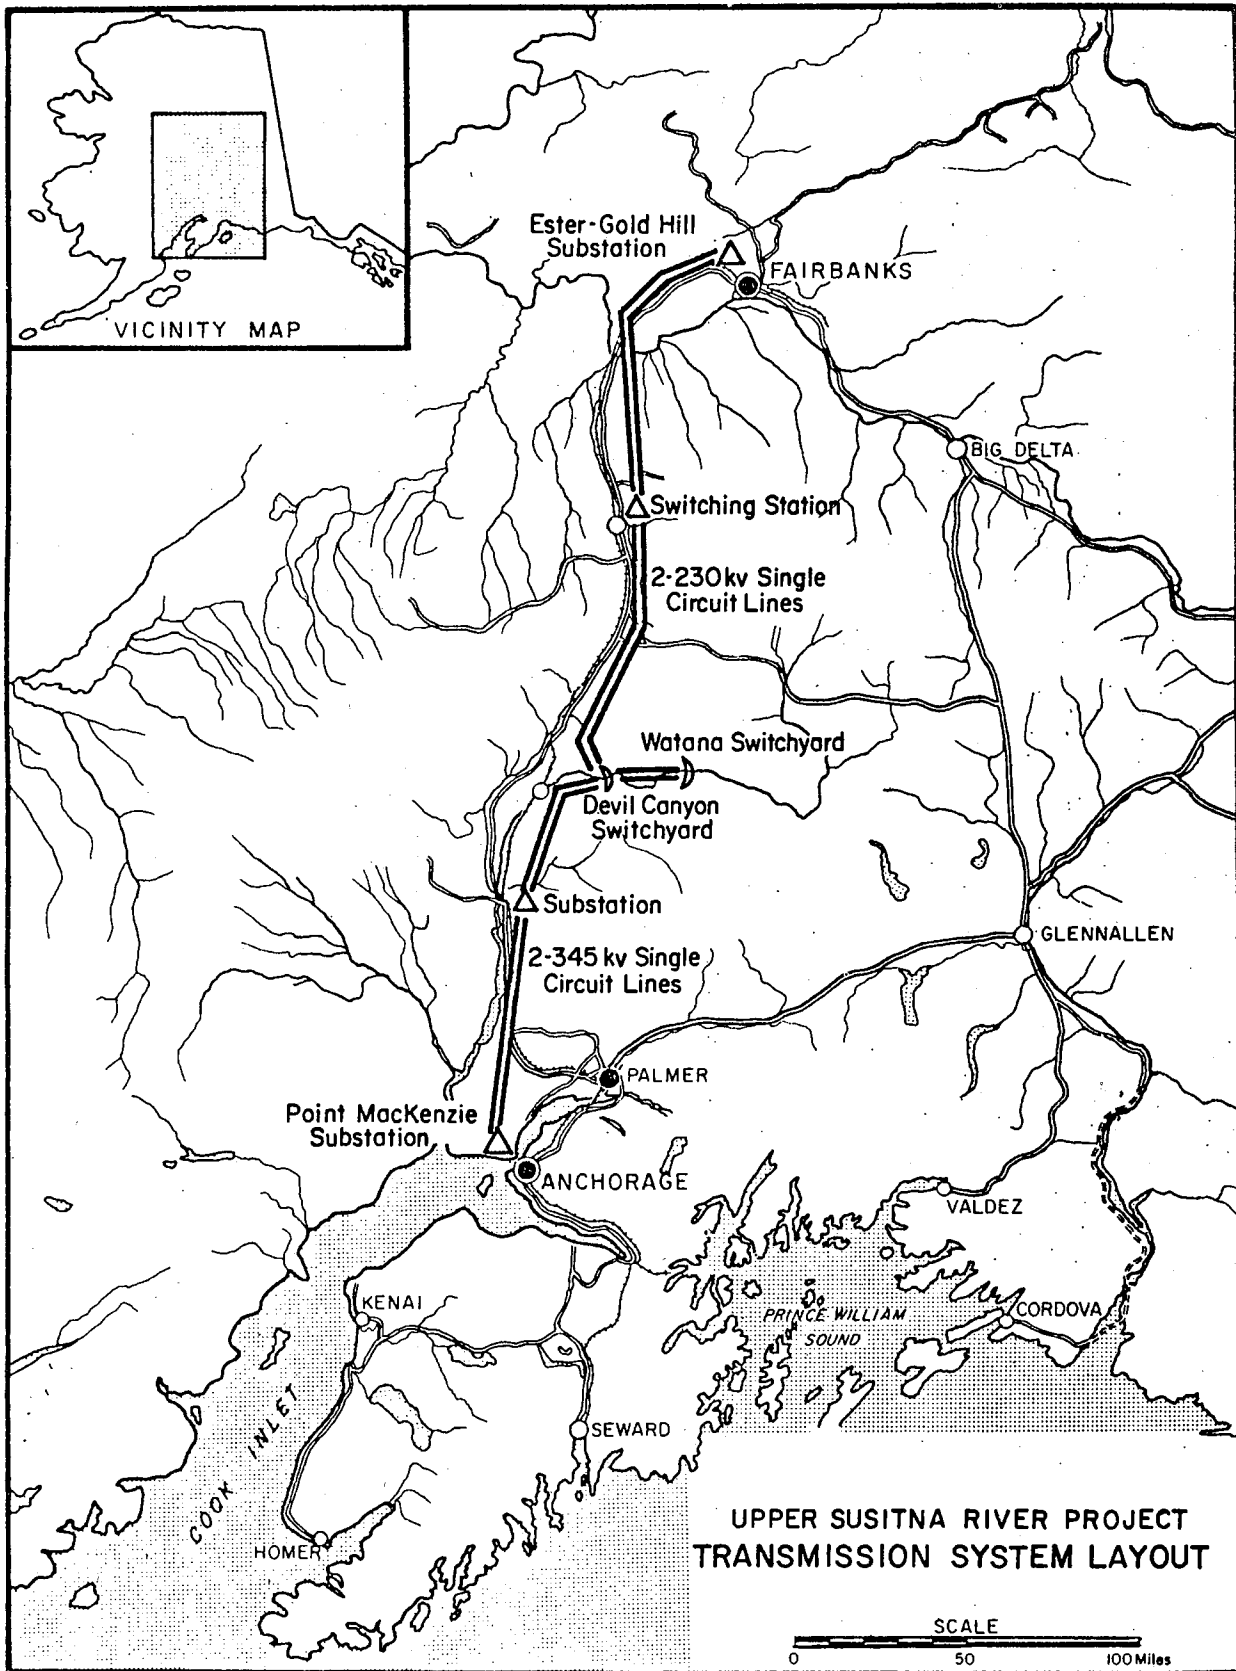 VICINITY MAP
Ester-Gold Hill
Substation
FAIRBANKS
BIG DELTA
Switching Station
2-230kv Single
Circuit Lines
Watana Switchyard
Devil Canyon
Switchyard
Substation
GLENNALLEN
2-345 kv Single
Circuit Lines
PALMER
Point MacKenzie
Substation
ANCHORAGE
VALDEZ
KENAI
PRINCE WILLIAM
SOUND
CORDOVA
COOK INLET
SEWARD
HOMER
UPPER SUSITNA RIVER PROJECT
TRANSMISSION SYSTEM LAYOUT
SCALE
0 50 100 Miles